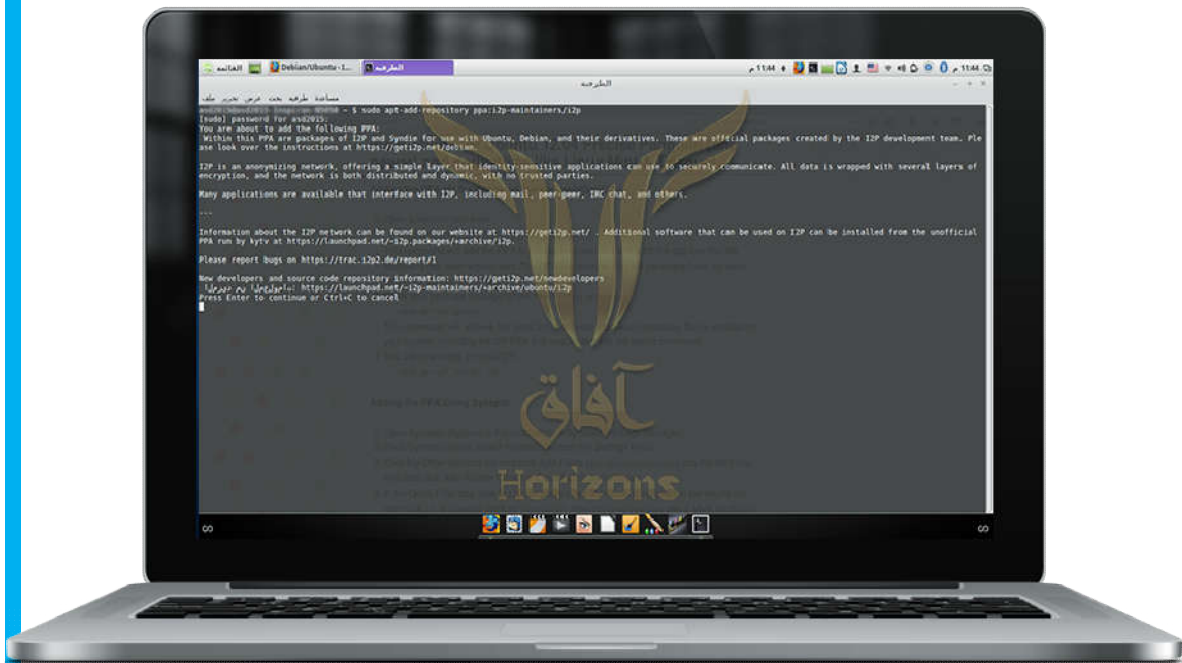 القائمة Debian/Ubuntu - I... الطرفية 11:44 م 11:44 م
الطرفية
مساعدة طرفية بحث عرض تحرير ملف
~ $ sudo apt-add-repository ppa:i2p-maintainers/i2p
[sudo] password for asd2015:
You are about to add the following PPA:
Within this PPA are packages of I2P and Syndie for use with Ubuntu, Debian, and their derivatives. These are official packages created by the I2P development team. Ple
ase look over the instructions at https://geti2p.net/debian.
I2P is an anonymizing network, offering a simple layer that identity-sensitive applications can use to securely communicate. All data is wrapped with several layers of
encryption, and the network is both distributed and dynamic, with no trusted parties.
Many applications are available that interface with I2P, including mail, peer-peer, IRC chat, and others.
---
Information about the I2P network can be found on our website at https://geti2p.net/ . Additional software that can be used on I2P can be installed from the unofficial
PPA run by kytv at https://launchpad.net/~i2p.packages/+archive/i2p.
Please report bugs on https://trac.i2p2.de/report/1
New developers and source code repository information: https://geti2p.net/newdevelopers
المزيد من المعلومات: https://launchpad.net/~i2p-maintainers/+archive/ubuntu/i2p
Press Enter to continue or Ctrl+C to cancel
آفاق
Horizons